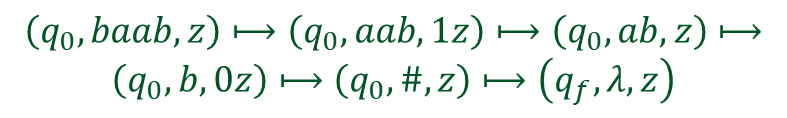 (q₀, baab, z) ⟼ (q₀, aab, 1z) ⟼ (q₀, ab, z) ⟼
(q₀, b, 0z) ⟼ (q₀, #, z) ⟼ (q_f, λ, z)